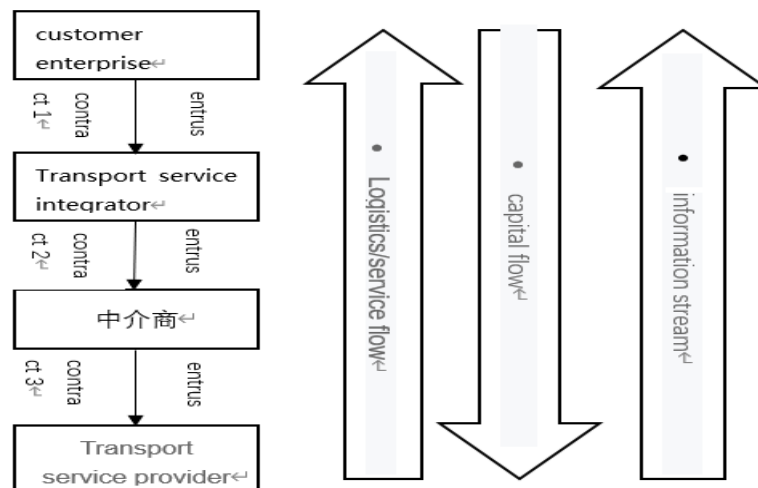 customer
enterprise↵
contra
ct 1↵
entrus
Transport service
integrator↵
contra
ct 2↵
entrus
中介商↵
contra
ct 3↵
entrus
Transport
service provider↵
• Logistics/service flow↵
• capital flow↵
• information stream↵